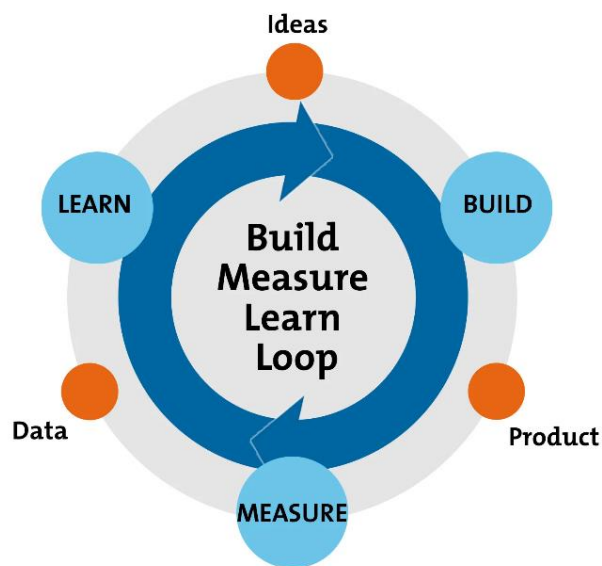 Ideas
LEARN
BUILD
Build
Measure
Learn
Loop
Data
Product
MEASURE